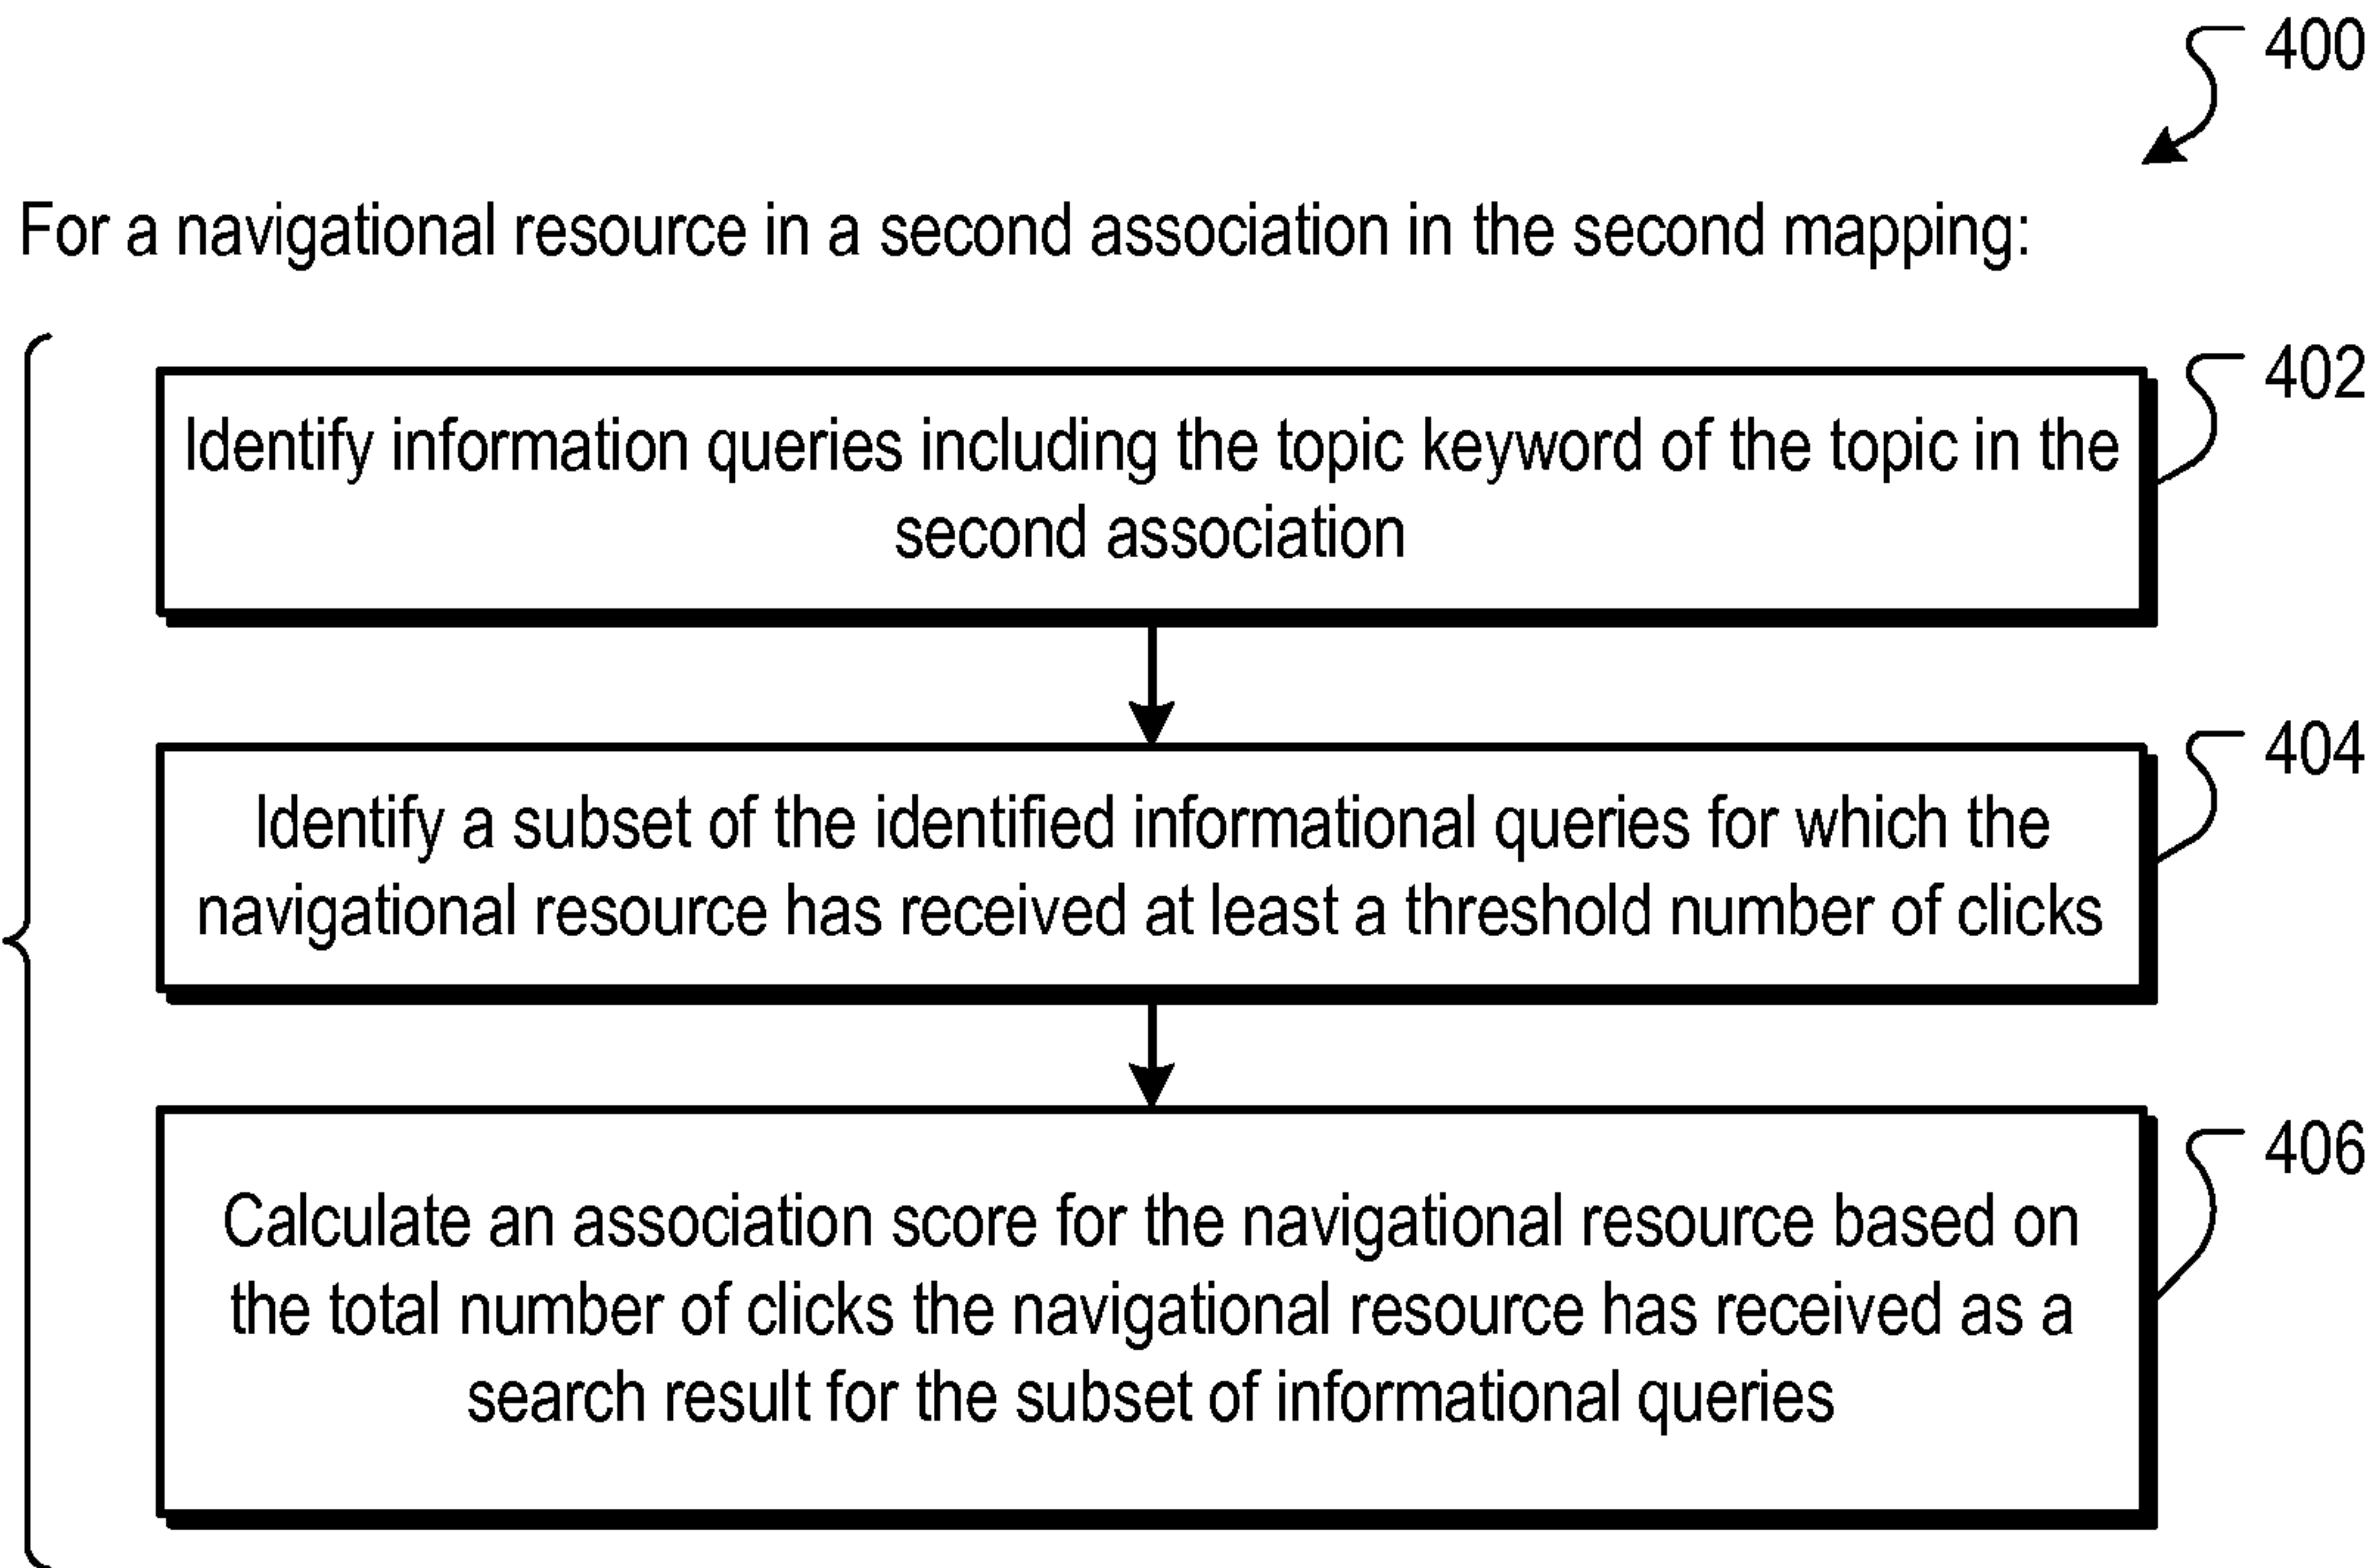 400
For a navigational resource in a second association in the second mapping:
402
Identify information queries including the topic keyword of the topic in the
second association
404
Identify a subset of the identified informational queries for which the
navigational resource has received at least a threshold number of clicks
406
Calculate an association score for the navigational resource based on
the total number of clicks the navigational resource has received as a
search result for the subset of informational queries